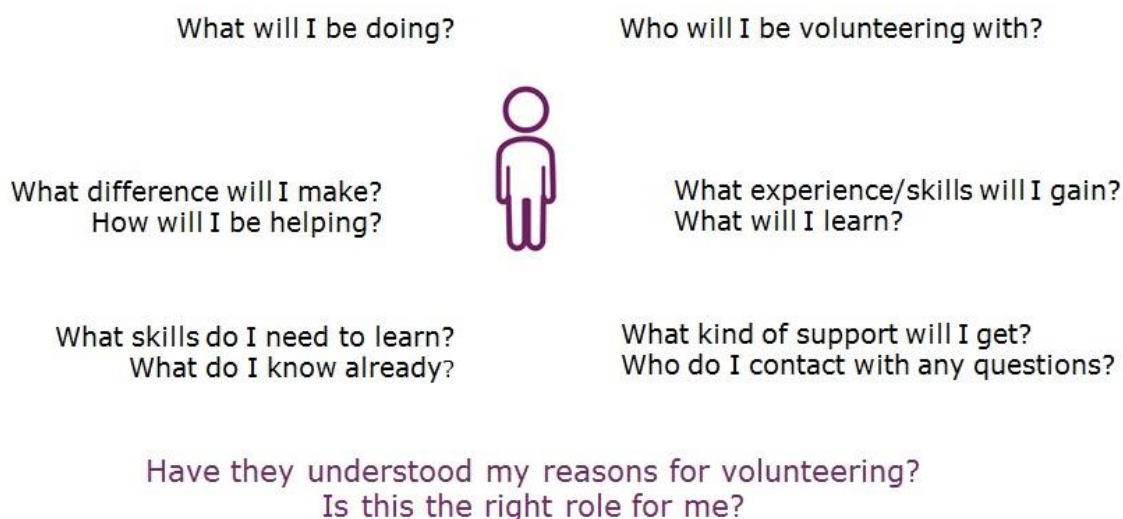 What will I be doing?
Who will I be volunteering with?
What difference will I make?
How will I be helping?
What experience/skills will I gain?
What will I learn?
What skills do I need to learn?
What do I know already?
What kind of support will I get?
Who do I contact with any questions?
Have they understood my reasons for volunteering?
Is this the right role for me?